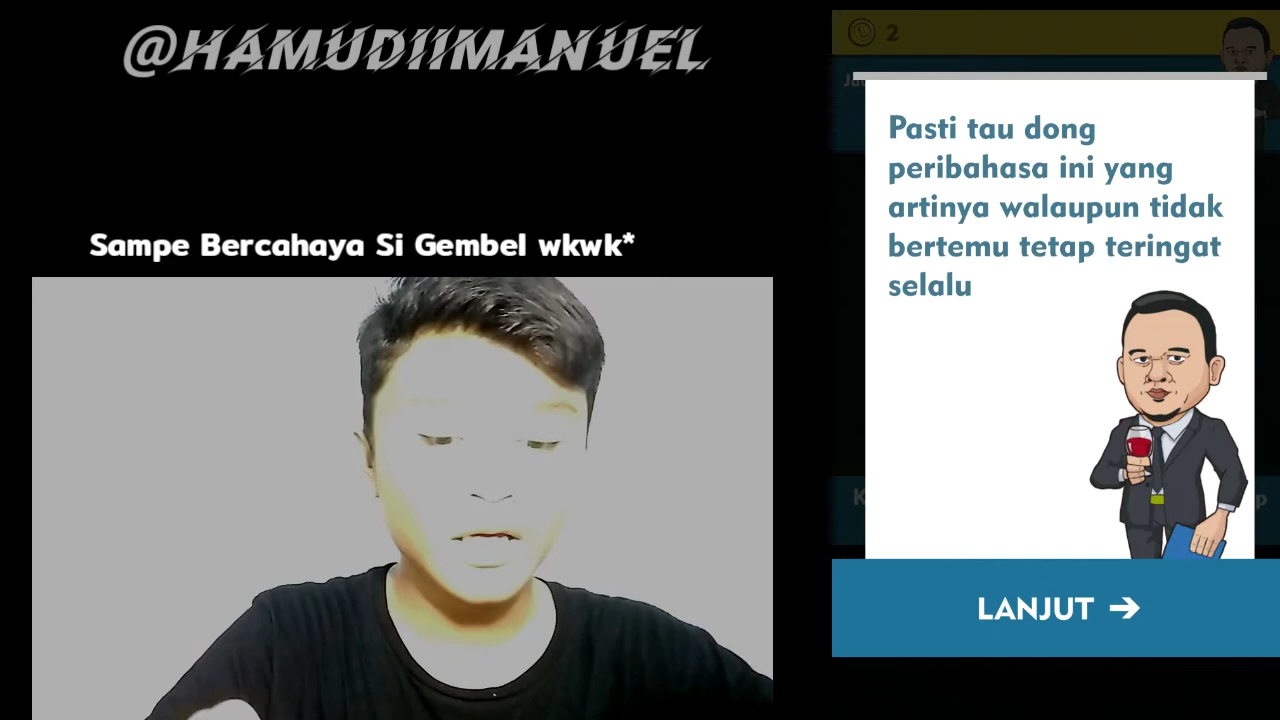 @HAMUDIIMANUEL
2
Sampe Bercahaya Si Gembel wkwk*
Pasti tau dong
peribahasa ini yang
artinya walaupun tidak
bertemu tetap teringat
selalu
LANJUT →